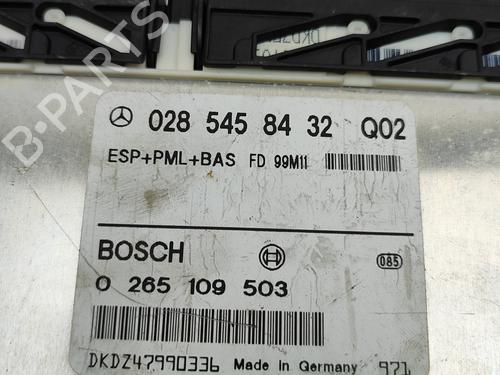 028 545 84 32 Q02
ESP+PML+BAS FD 99M11
BOSCH
085
0 265 109 503
DKDZ47990336 Made in Germany 971
B-PARTS